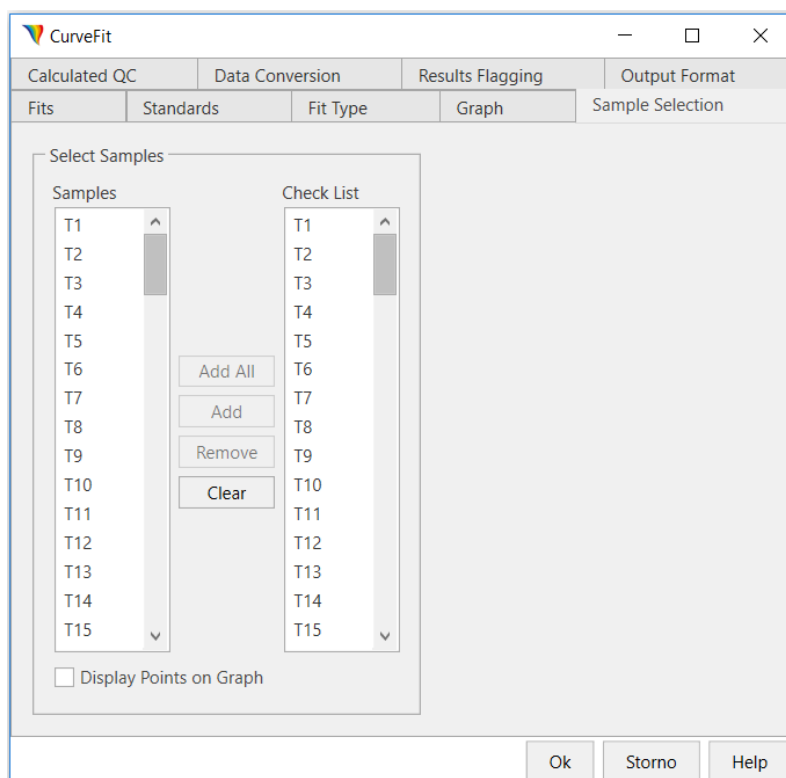 CurveFit
Calculated QC Data Conversion Results Flagging Output Format
Fits Standards Fit Type Graph Sample Selection
Select Samples
Samples Check List
T1 T1
T2 T2
T3 T3
T4 T4
T5 T5
T6 T6
Add All
T7 T7
Add
T8 T8
T9 T9
Remove
T10 T10
Clear
T11 T11
T12 T12
T13 T13
T14 T14
T15 T15
Display Points on Graph
Ok Storno Help